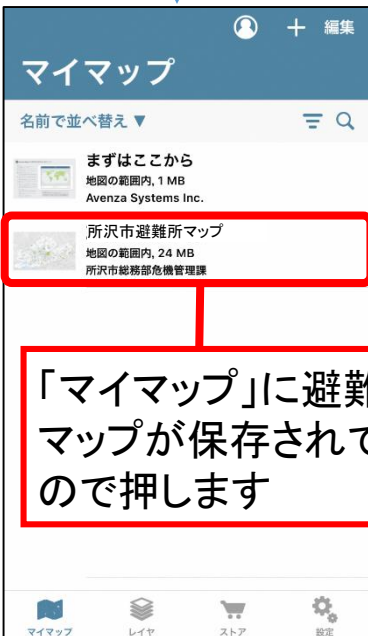 編集
マイマップ
名前で並べ替え ▼
まずはここから
地図の範囲内, 1 MB
Avenza Systems Inc.
所沢市避難所マップ
地図の範囲内, 24 MB
所沢市総務部危機管理課
「マイマップ」に避難
マップが保存されて
ので押します
マイマップ
レイヤ
ストア
設定